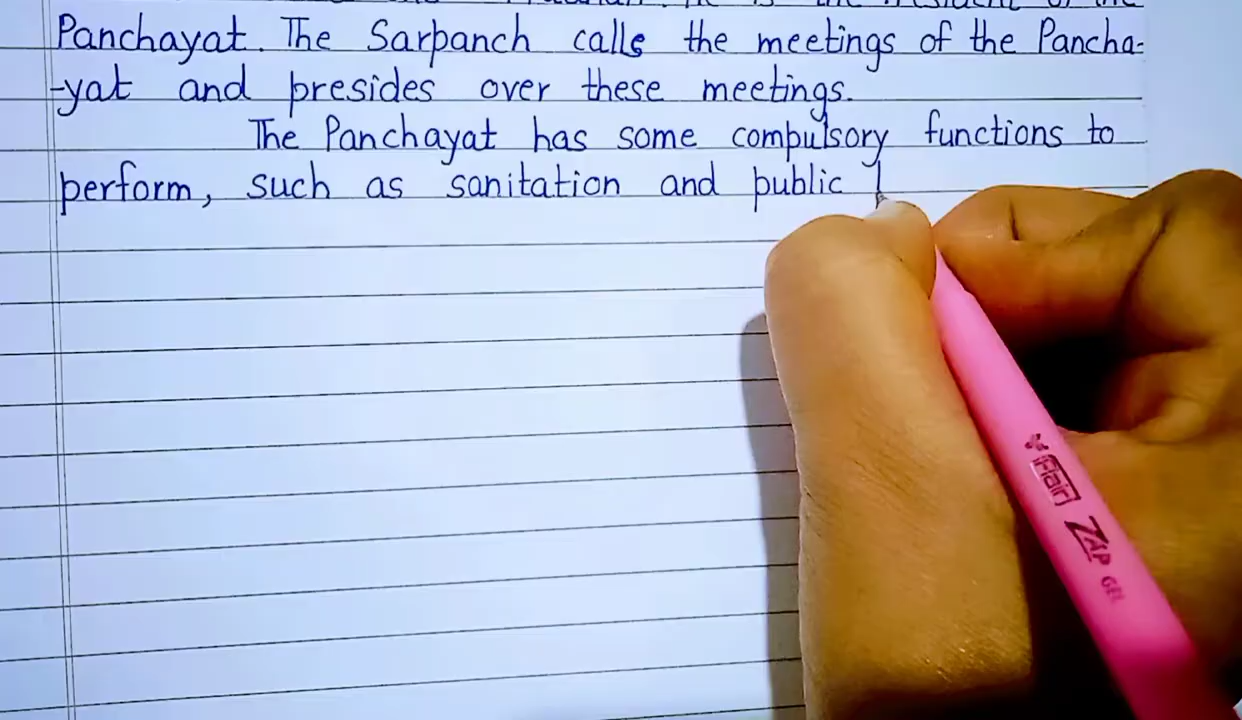 Panchayat. The Sarpanch calls the meetings of the Pancha-
-yat and presides over these meetings.
The Panchayat has some compulsory functions to
perform, such as sanitation and public
Flair ZAP GEL